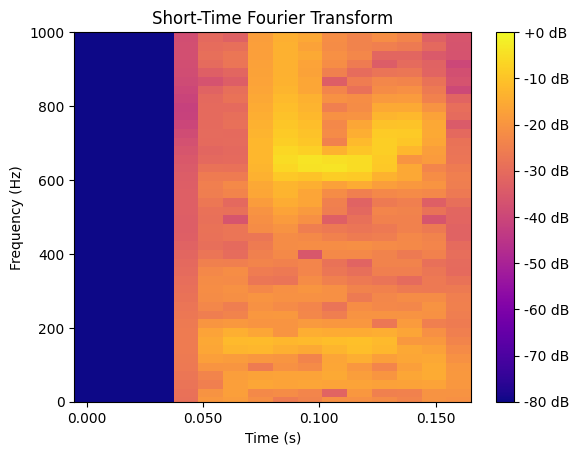 Short-Time Fourier Transform
1000
800
600
400
200
0
Frequency (Hz)
0.000
0.050
0.100
0.150
Time (s)
+0 dB
-10 dB
-20 dB
-30 dB
-40 dB
-50 dB
-60 dB
-70 dB
-80 dB